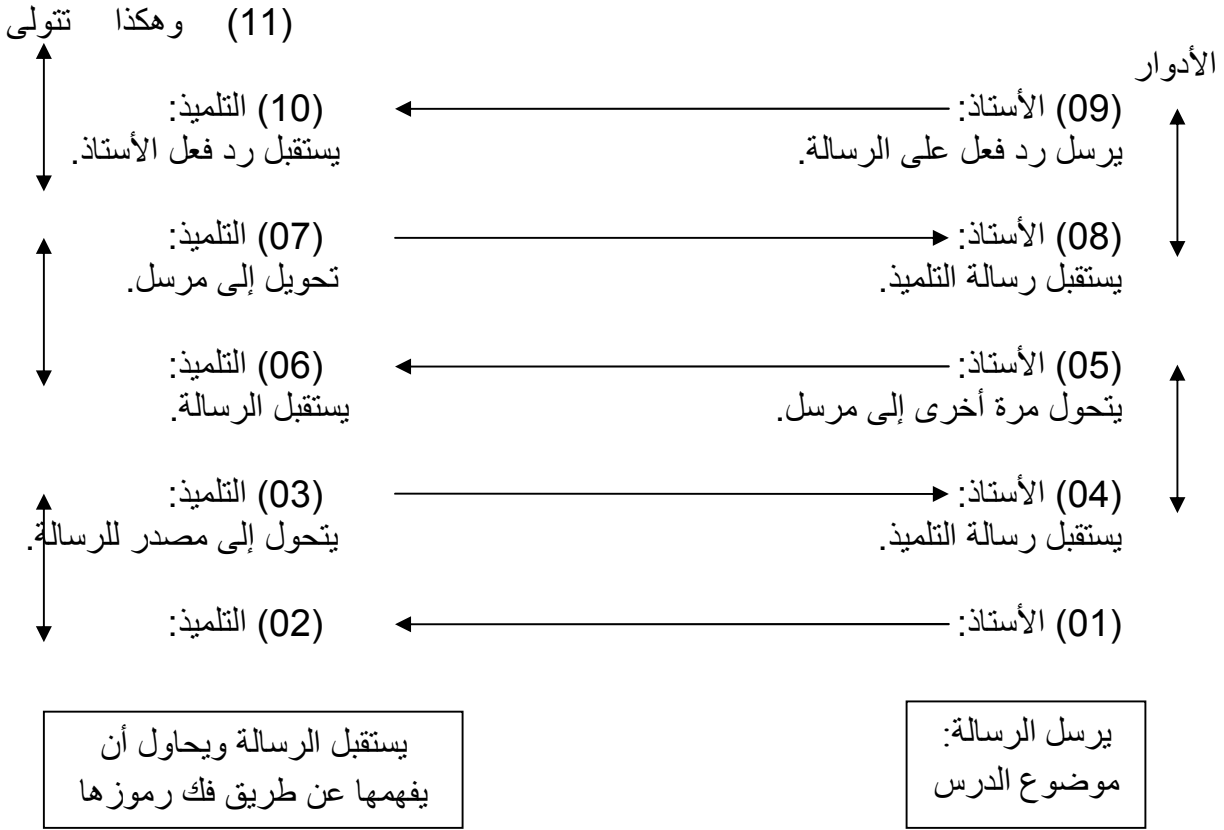 (11) وهكذا تتولى
الأدوار
(09) الأستاذ:
يرسل رد فعل على الرسالة.
(10) التلميذ:
يستقبل رد فعل الأستاذ.
(08) الأستاذ:
يستقبل رسالة التلميذ.
(07) التلميذ:
تحويل إلى مرسل.
(05) الأستاذ:
يتحول مرة أخرى إلى مرسل.
(06) التلميذ:
يستقبل الرسالة.
(04) الأستاذ:
يستقبل رسالة التلميذ.
(03) التلميذ:
يتحول إلى مصدر للرسالة.
(01) الأستاذ:
(02) التلميذ:
يرسل الرسالة:
موضوع الدرس
يستقبل الرسالة ويحاول أن
يفهمها عن طريق فك رموزها